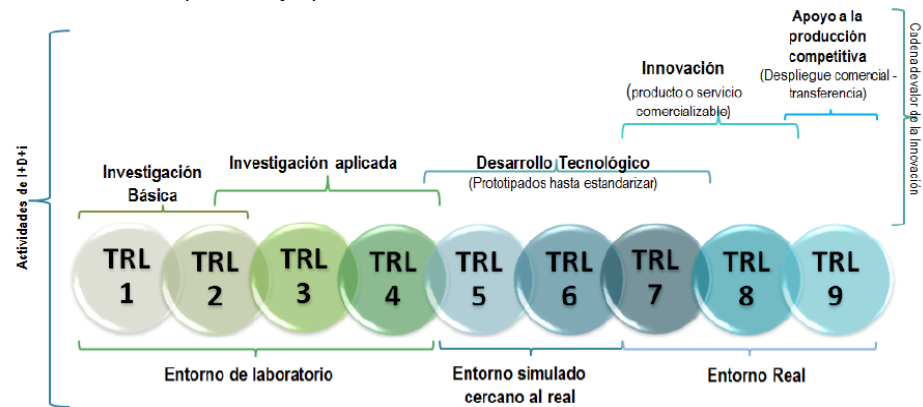 Apoyo a la
producción
competitiva
(Despliegue comercial -
transferencia)
Innovación
(producto o servicio
comercializable)
Investigación
Básica
Investigación aplicada
Desarrollo Tecnológico
(Prototipados hasta estandarizar)
Actividades de I+D+i
Cadena de valor de la Innovación
TRL
1
TRL
2
TRL
3
TRL
4
TRL
5
TRL
6
TRL
7
TRL
8
TRL
9
Entorno de laboratorio
Entorno simulado
cercano al real
Entorno Real